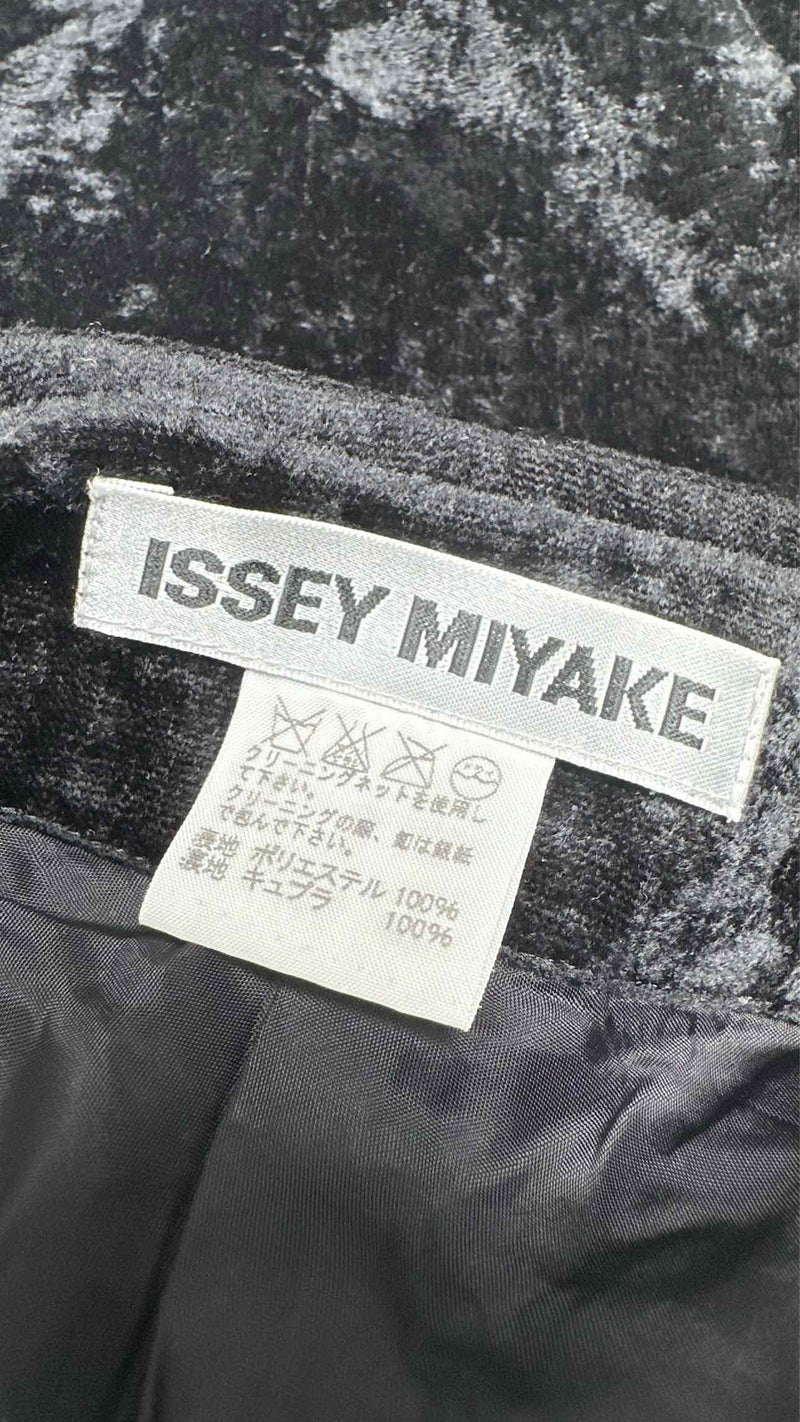 ISSEY MIYAKE
クリーニングネットを使用し
て下さい。
クリーニングの際、釦は銀紙
で包んで下さい。
表地 ポリエステル 100%
裏地 キュプラ 100%